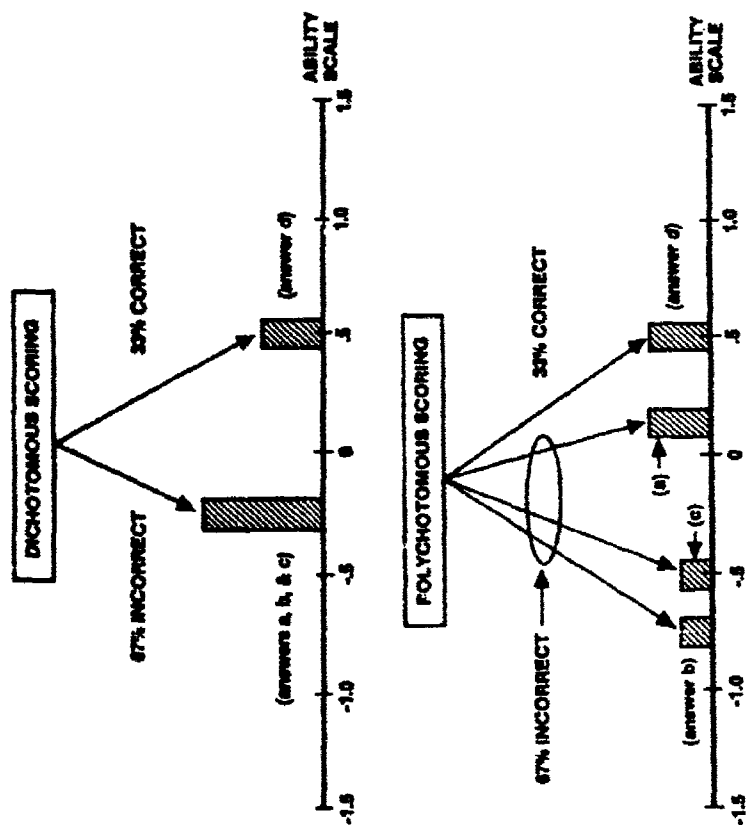 DICHOTOMOUS SCORING
67% INCORRECT
33% CORRECT
(answers a, b, & c)
(answer d)
-1.5
-1.0
-.5
0
.5
1.0
1.5
ABILITY
SCALE
POLYCHOTOMOUS SCORING
67% INCORRECT
33% CORRECT
(answer b)
(c)
(a)
(answer d)
-1.5
-1.0
-.5
0
.5
1.0
1.5
ABILITY
SCALE